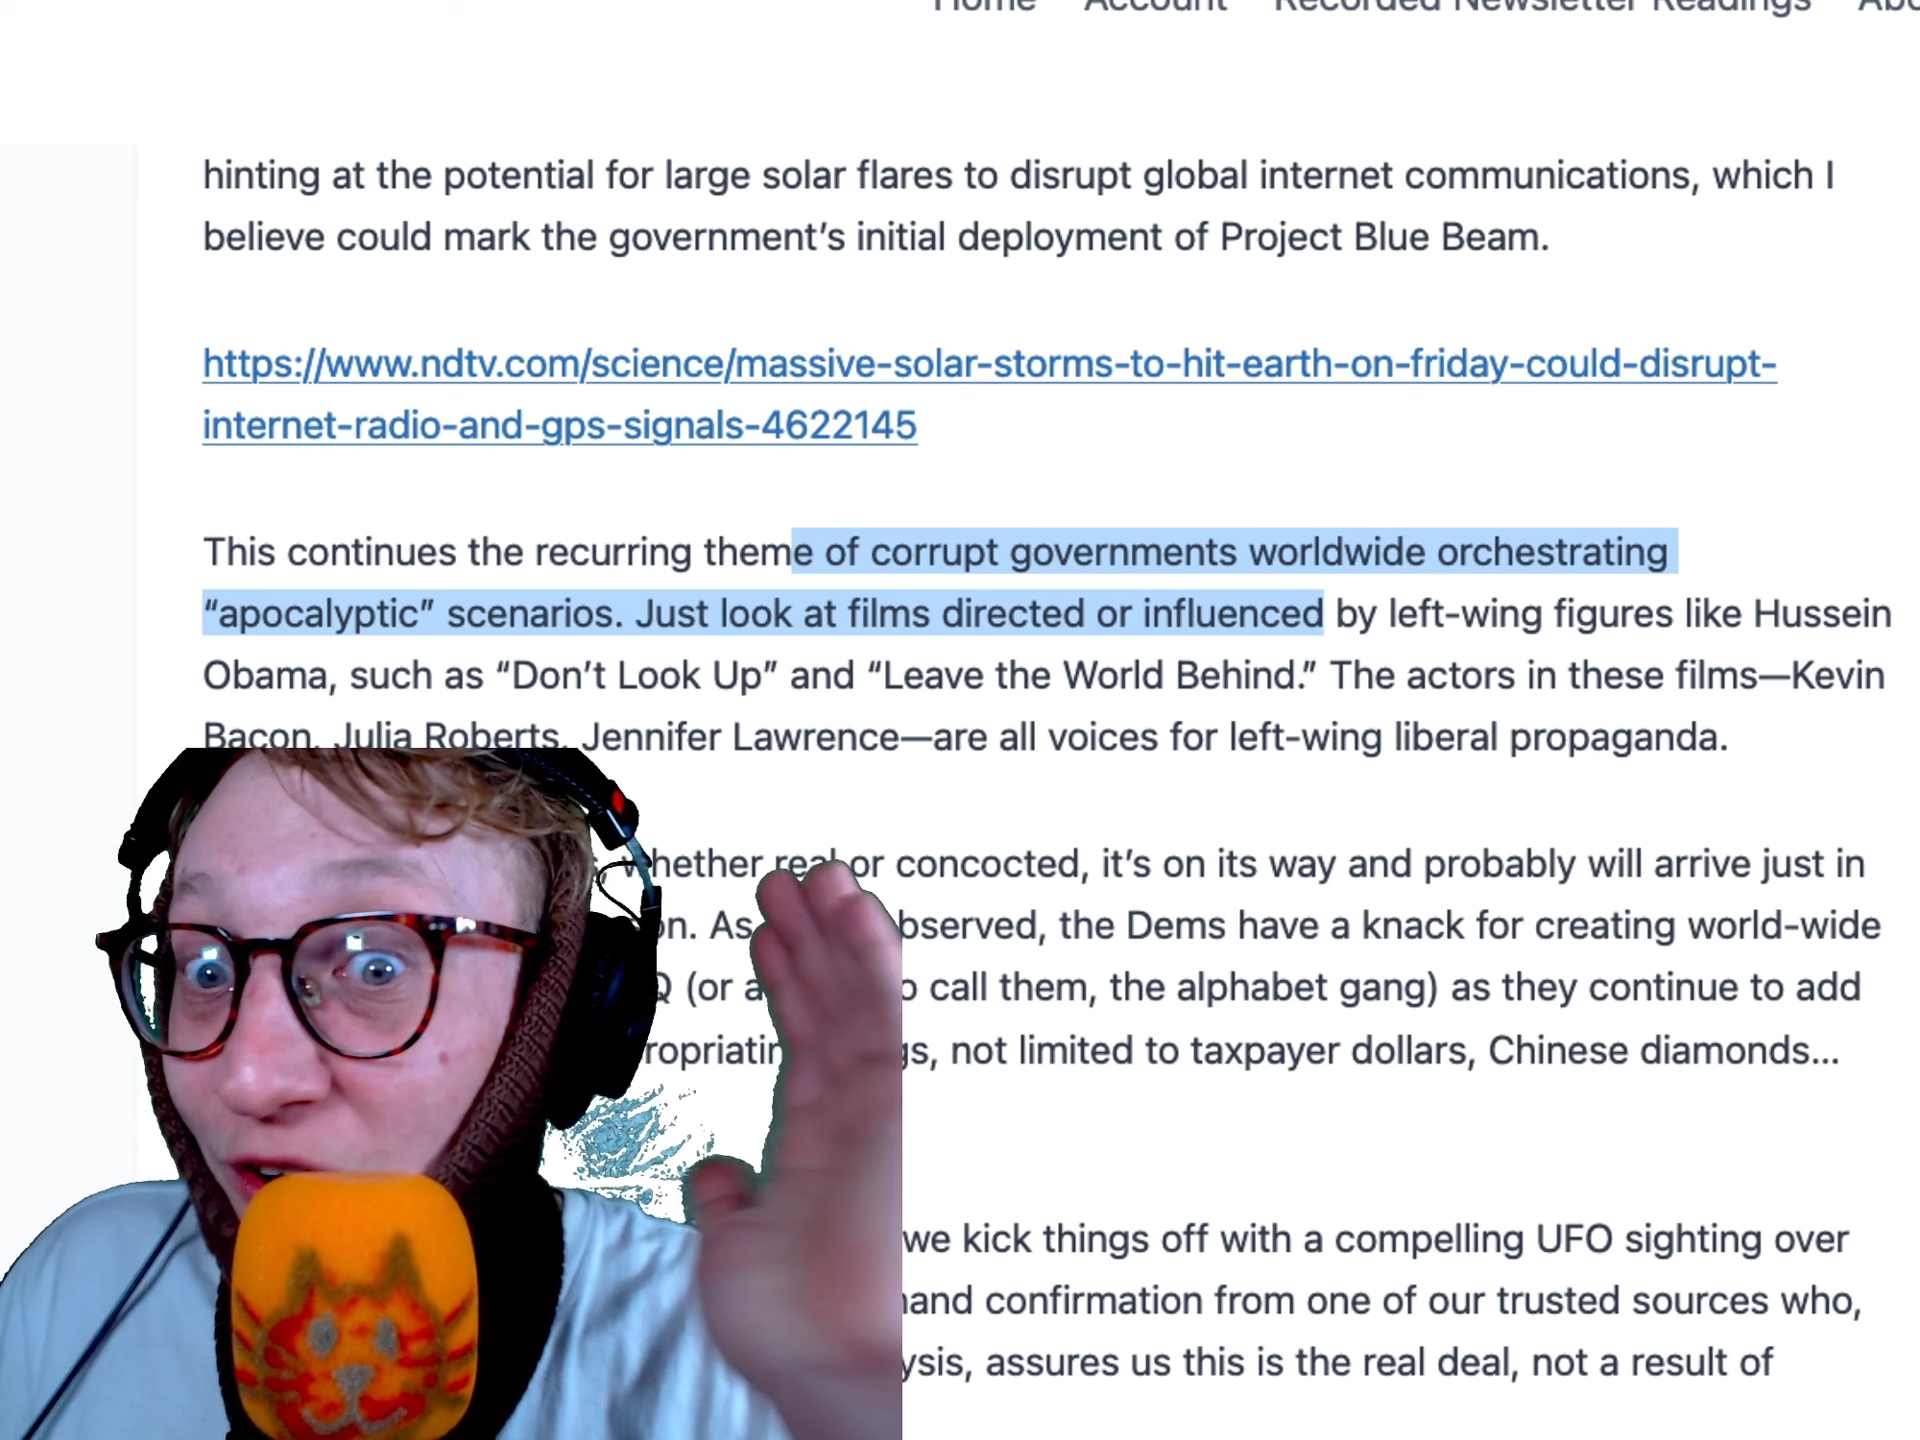 Home Account Recorded Newsletter Readings
hinting at the potential for large solar flares to disrupt global internet communications, which I
believe could mark the government’s initial deployment of Project Blue Beam.
https://www.ndtv.com/science/massive-solar-storms-to-hit-earth-on-friday-could-disrupt-
internet-radio-and-gps-signals-4622145
This continues the recurring theme of corrupt governments worldwide orchestrating
“apocalyptic” scenarios. Just look at films directed or influenced by left-wing figures like Hussein
Obama, such as “Don’t Look Up” and “Leave the World Behind.” The actors in these films—Kevin
Bacon, Julia Roberts, Jennifer Lawrence—are all voices for left-wing liberal propaganda.
whether real or concocted, it’s on its way and probably will arrive just in
As observed, the Dems have a knack for creating world-wide
(or call them, the alphabet gang) as they continue to add
not limited to taxpayer dollars, Chinese diamonds...
we kick things off with a compelling UFO sighting over
confirmation from one of our trusted sources who,
assures us this is the real deal, not a result of